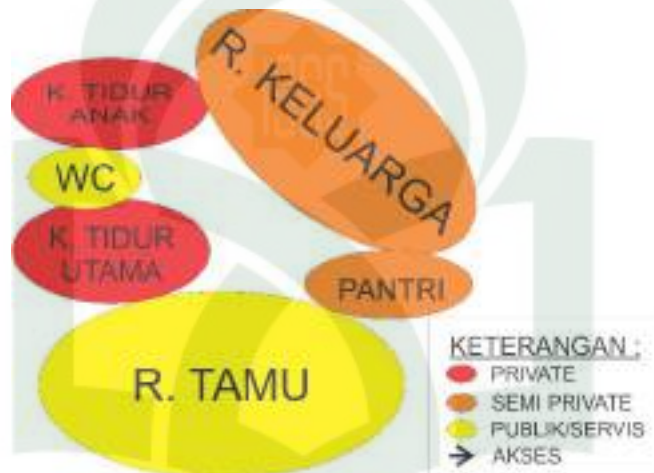 R. KELUARGA
K. TIDUR
ANAK
WC
K. TIDUR
UTAMA
PANTRI
R. TAMU
KETERANGAN :
PRIVATE
SEMI PRIVATE
PUBLIK/SERVIS
AKSES